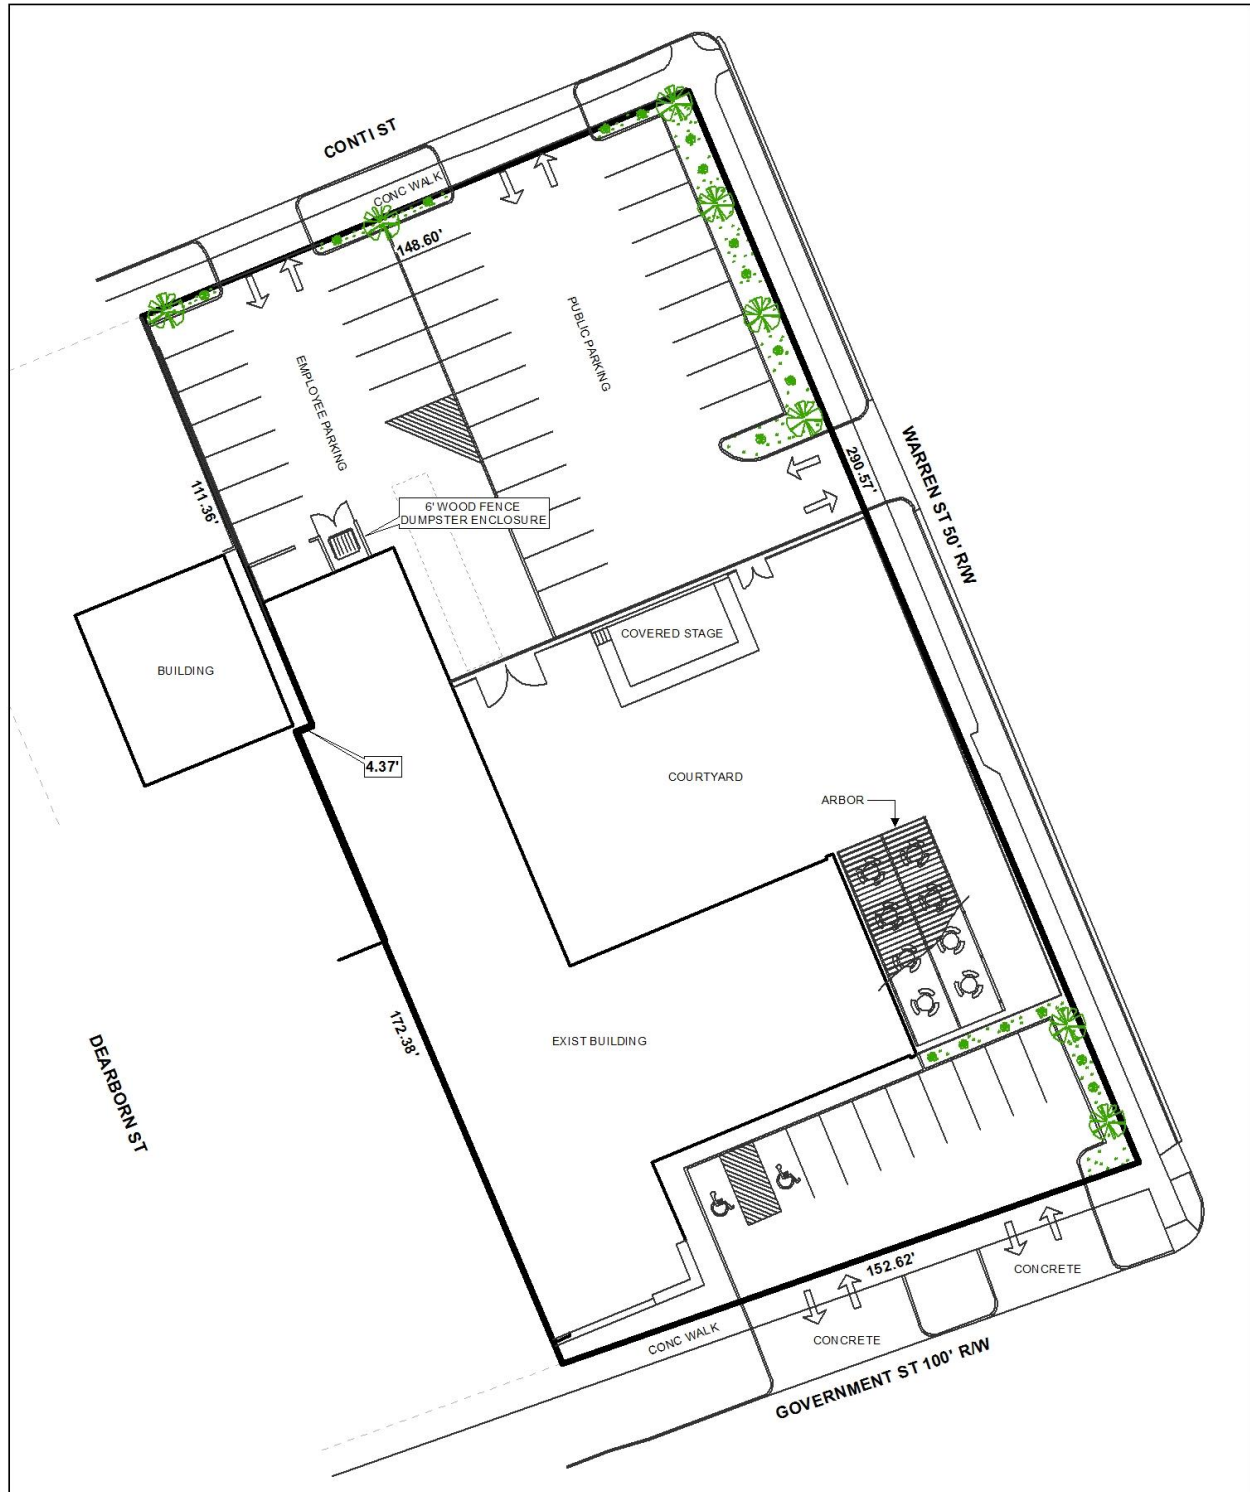 CONTI ST
CONC WALK
148.60'
PUBLIC PARKING
EMPLOYEE PARKING
WARREN ST 50' R/W
290.57'
111.36'
6' WOOD FENCE
DUMPSTER ENCLOSURE
COVERED STAGE
BUILDING
4.37'
COURTYARD
ARBOR
172.38'
EXIST BUILDING
DEARBORN ST
152.62'
CONCRETE
CONC WALK
CONCRETE
GOVERNMENT ST 100' R/W